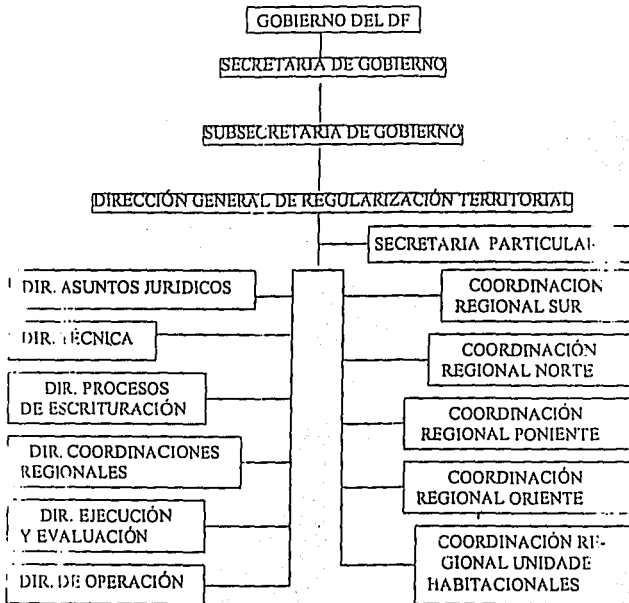 GOBIERNO DEL DF
SECRETARIA DE GOBIERNO
SUBSECRETARIA DE GOBIERNO
DIRECCIÓN GENERAL DE REGULARIZACIÓN TERRITORIAL
SECRETARIA PARTICULAR
DIR. ASUNTOS JURIDICOS
DIR. TÉCNICA
DIR. PROCESOS
DE ESCRITURACIÓN
DIR. COORDINACIONES
REGIONALES
DIR. EJECUCIÓN
Y EVALUACIÓN
DIR. DE OPERACIÓN
COORDINACION
REGIONAL SUR
COORDINACIÓN
REGIONAL NORTE
COORDINACIÓN
REGIONAL PONIENTE
COORDINACIÓN
REGIONAL ORIENTE
COORDINACIÓN RE-
GIONAL UNIDADE
HABITACIONALES